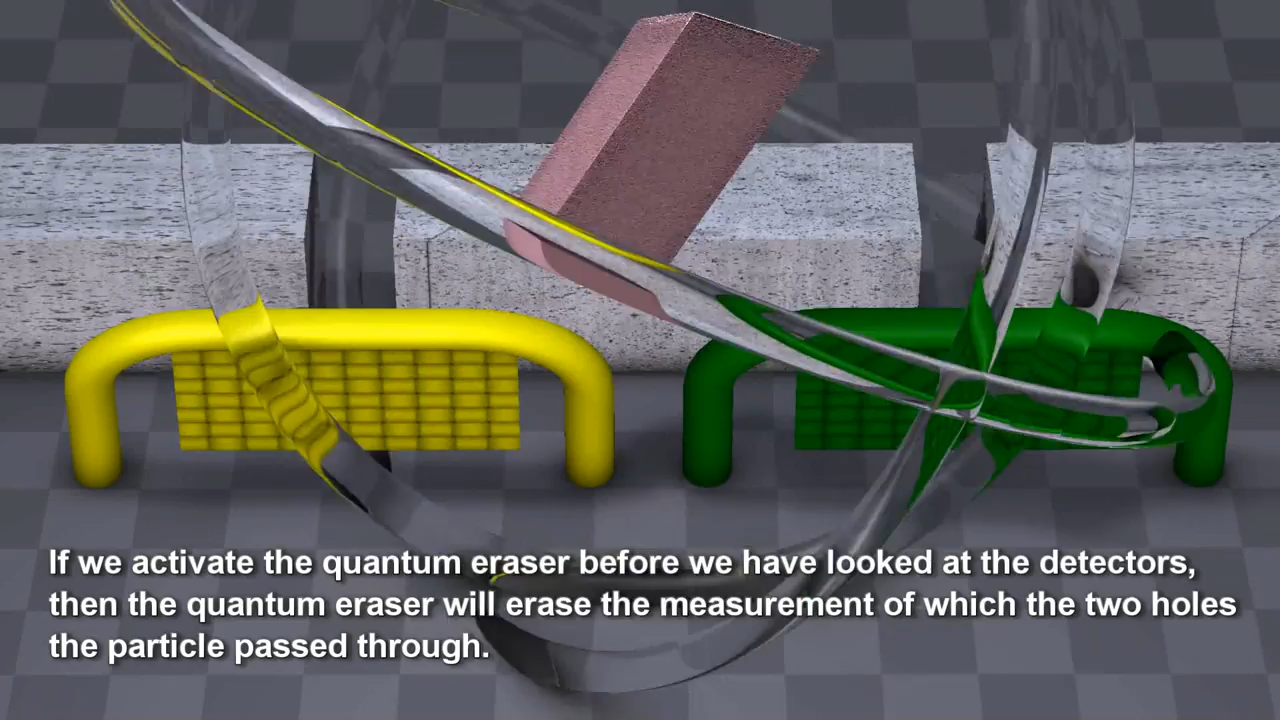 If we activate the quantum eraser before we have looked at the detectors,
then the quantum eraser will erase the measurement of which the two holes
the particle passed through.